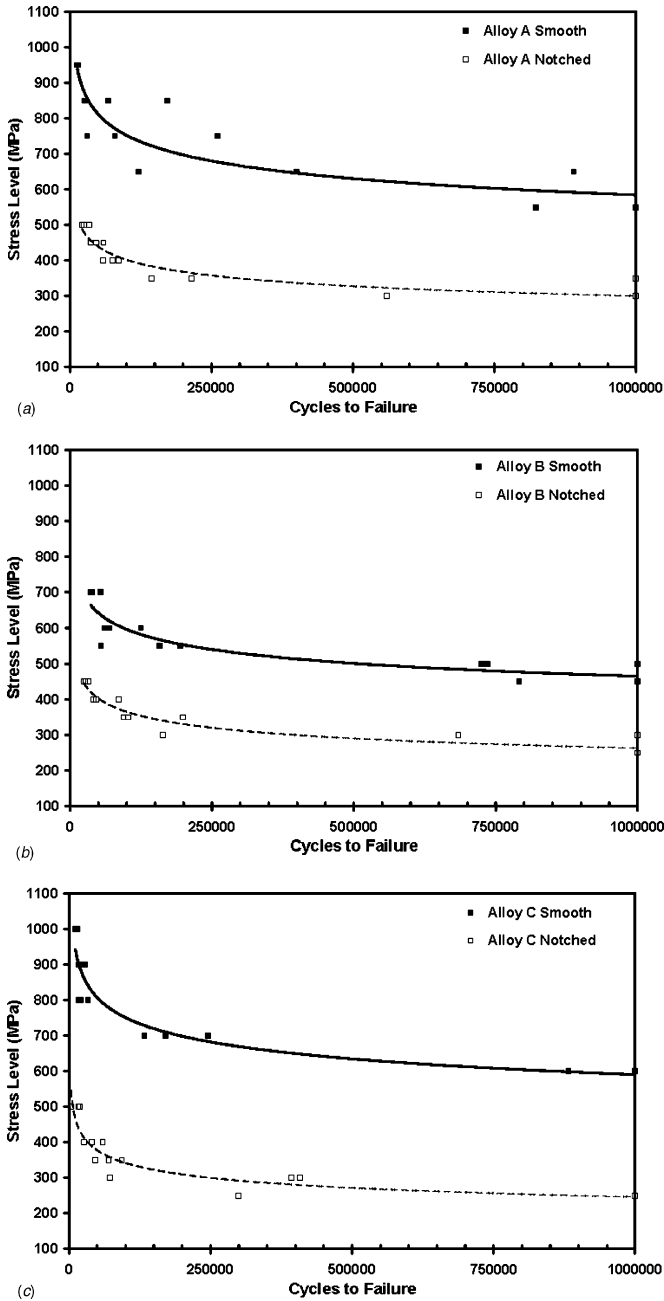 1100
1000
900
800
700
600
500
400
300
200
100
Stress Level (MPa)
Alloy A Smooth
Alloy A Notched
0 250000 500000 750000 1000000
Cycles to Failure
(a)
1100
1000
900
800
700
600
500
400
300
200
100
Stress Level (MPa)
Alloy B Smooth
Alloy B Notched
0 250000 500000 750000 1000000
Cycles to Failure
(b)
1100
1000
900
800
700
600
500
400
300
200
100
Stress Level (MPa)
Alloy C Smooth
Alloy C Notched
0 250000 500000 750000 1000000
Cycles to Failure
(c)